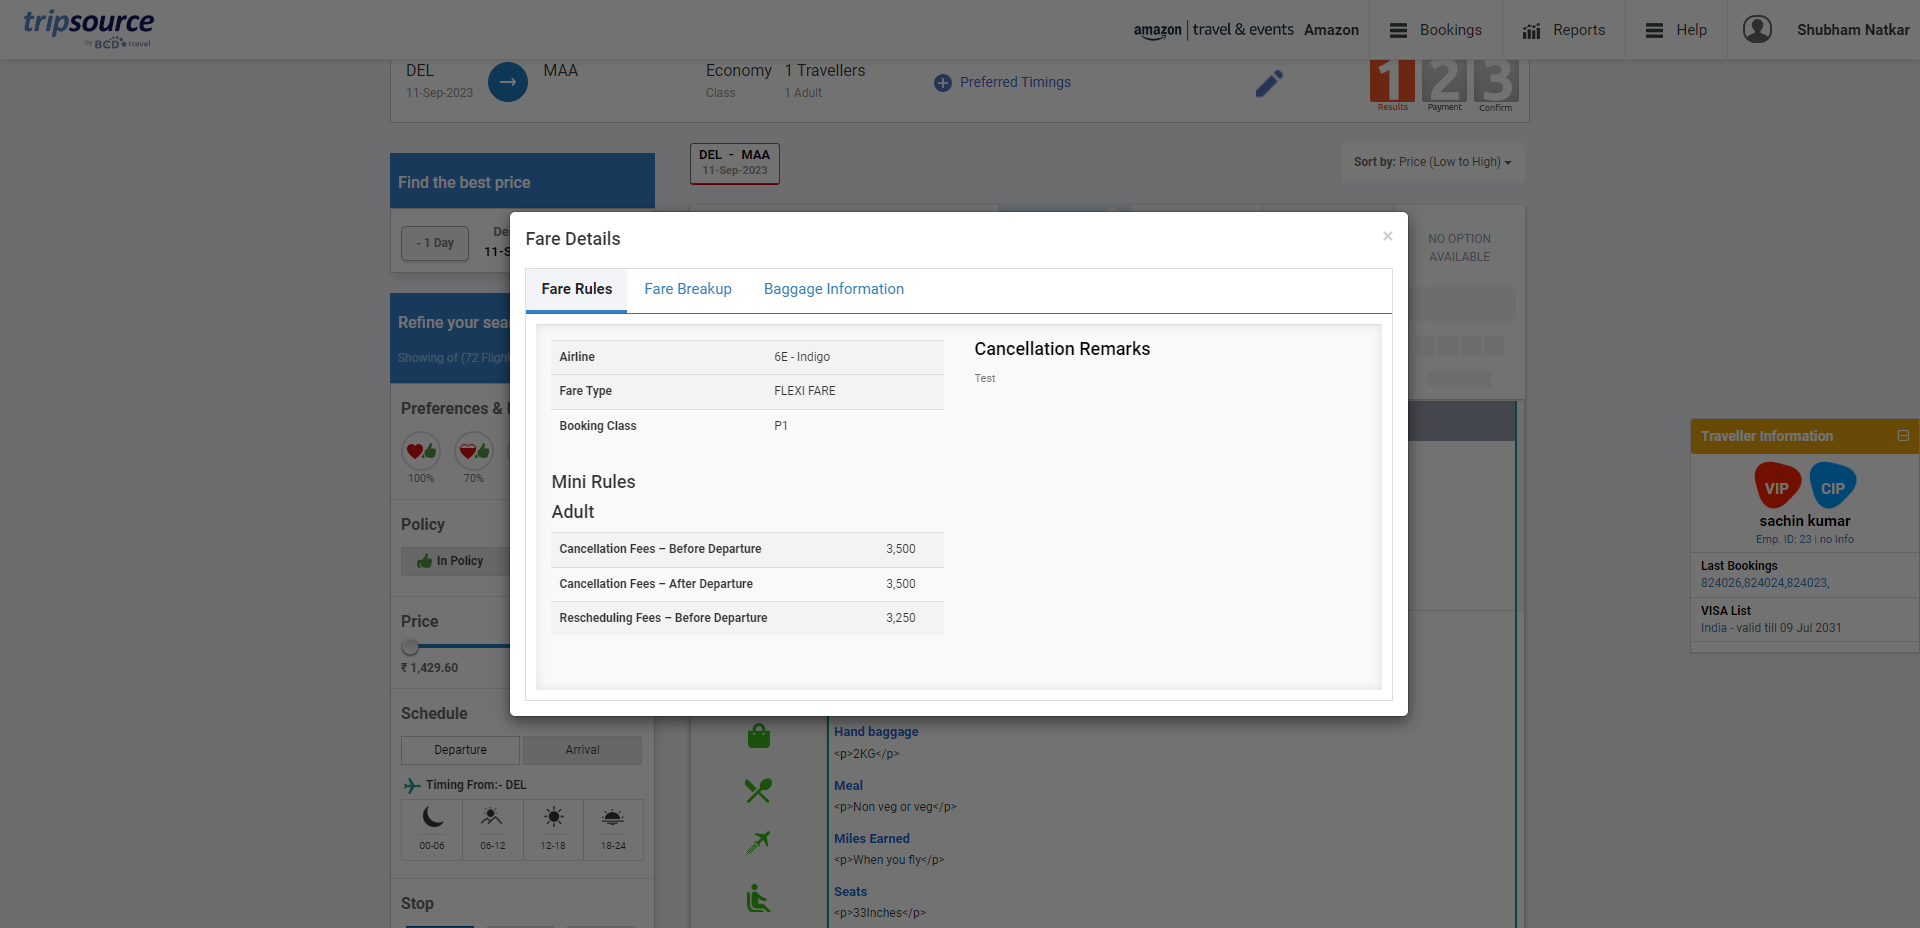 tripsource
by BCD travel
amazon travel & events Amazon
Bookings
Reports
Help
Shubham Natkar
DEL
11-Sep-2023
MAA
Economy
Class
1 Travellers
1 Adult
Preferred Timings
1 2 3
Results Payment Confirm
Find the best price
- 1 Day
11-S
DEL - MAA
11-Sep-2023
Sort by: Price (Low to High)
NO OPTION
AVAILABLE
Refine your sea
Showing of (72 Flight
Preferences &
100% 70%
Policy
In Policy
Price
₹ 1,429.60
Schedule
Departure Arrival
Timing From:- DEL
00-06 06-12 12-18 18-24
Stop
Fare Details
×
Fare Rules Fare Breakup Baggage Information
Airline 6E - Indigo
Fare Type FLEXI FARE
Booking Class P1
Mini Rules
Adult
Cancellation Fees – Before Departure 3,500
Cancellation Fees – After Departure 3,500
Rescheduling Fees – Before Departure 3,250
Cancellation Remarks
Test
Hand baggage
<p>2KG</p>
Meal
<p>Non veg or veg</p>
Miles Earned
<p>When you fly</p>
Seats
<p>33Inches</p>
Traveller Information
VIP CIP
sachin kumar
Emp. ID: 23 | no Info
Last Bookings
824026,824024,824023,
VISA List
India - valid till 09 Jul 2031